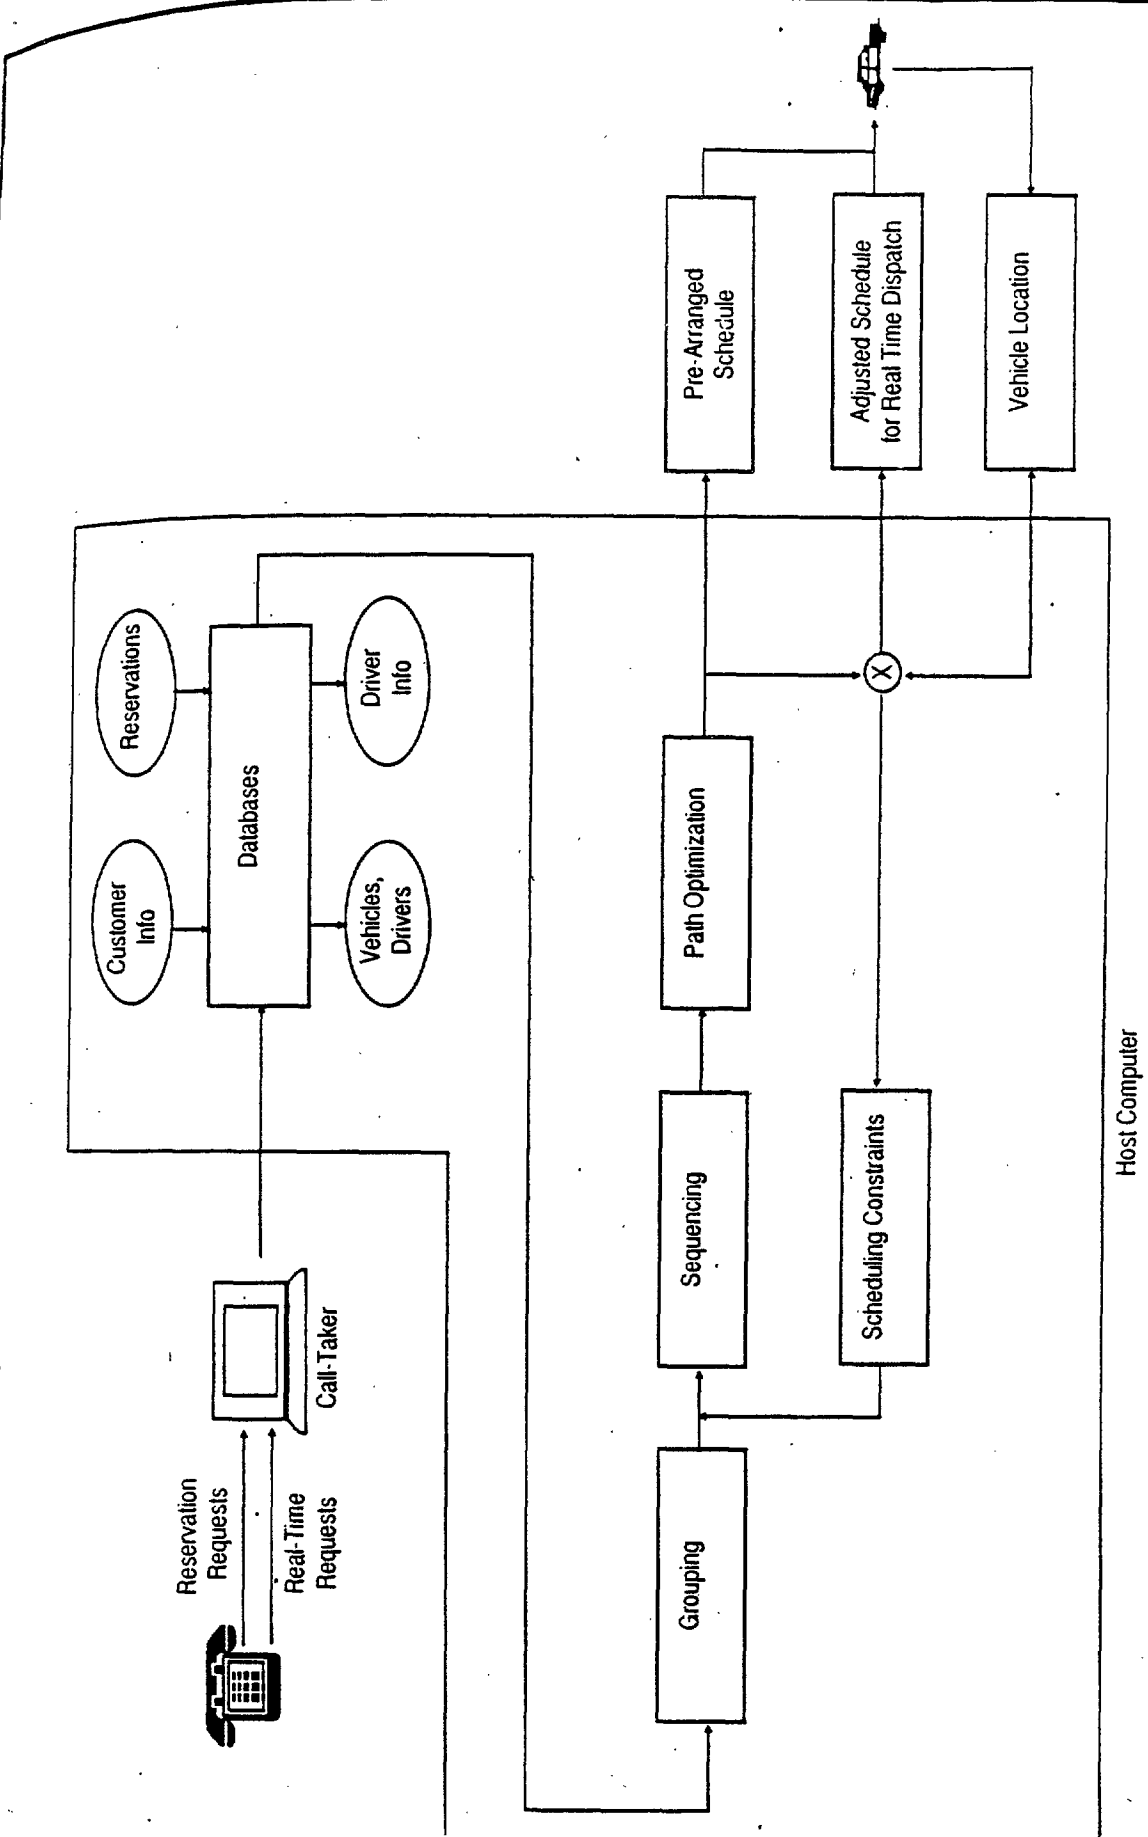 Reservation
Requests
Real-Time
Requests
Call-Taker
Customer
Info
Reservations
Databases
Vehicles,
Drivers
Driver
Info
Grouping
Sequencing
Path Optimization
Pre-Arranged
Schedule
Scheduling Constraints
X
Adjusted Schedule
for Real Time Dispatch
Vehicle Location
Host Computer